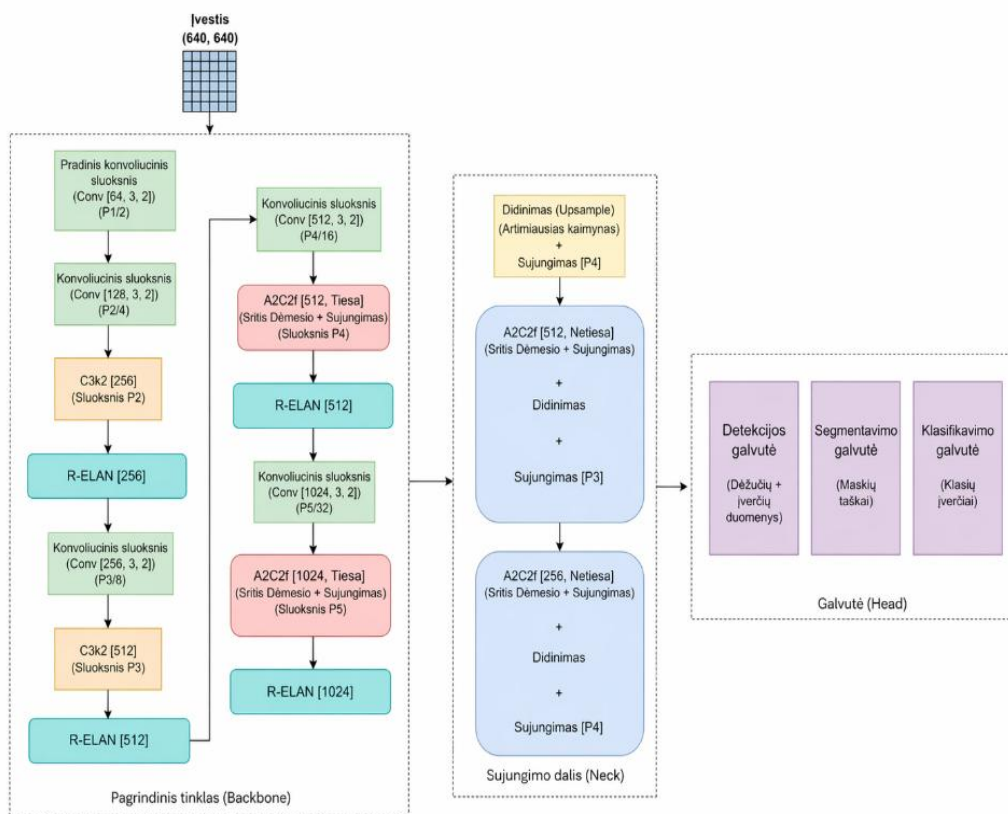 Įvestis
(640, 640)
Pradinis konvoliucinis
sluoksnis
(Conv [64, 3, 2])
(P1/2)
Konvoliucinis sluoksnis
(Conv [128, 3, 2])
(P2/4)
C3k2 [256]
(Sluoksnis P2)
R-ELAN [256]
Konvoliucinis sluoksnis
(Conv [256, 3, 2])
(P3/8)
C3k2 [512]
(Sluoksnis P3)
R-ELAN [512]
Konvoliucinis sluoksnis
(Conv [512, 3, 2])
(P4/16)
A2C2f [512, Tiesa]
(Sritis Dėmesio + Sujungimas)
(Sluoksnis P4)
R-ELAN [512]
Konvoliucinis sluoksnis
(Conv [1024, 3, 2])
(P5/32)
A2C2f [1024, Tiesa]
(Sritis Dėmesio + Sujungimas)
(Sluoksnis P5)
R-ELAN [1024]
Pagrindinis tinklas (Backbone)
Didinimas (Upsample)
(Artimiausias kaimynas)
+
Sujungimas [P4]
A2C2f [512, Netiesa]
(Sritis Dėmesio + Sujungimas)
+
Didinimas
+
Sujungimas [P3]
A2C2f [256, Netiesa]
(Sritis Dėmesio + Sujungimas)
+
Didinimas
+
Sujungimas [P4]
Sujungimo dalis (Neck)
Detekcijos
galvutė
(Dėžučių +
įverčių
duomenys)
Segmentavimo
galvutė
(Maskių
taškai)
Klasifikavimo
galvutė
(Klasių
įverčiai)
Galvutė (Head)